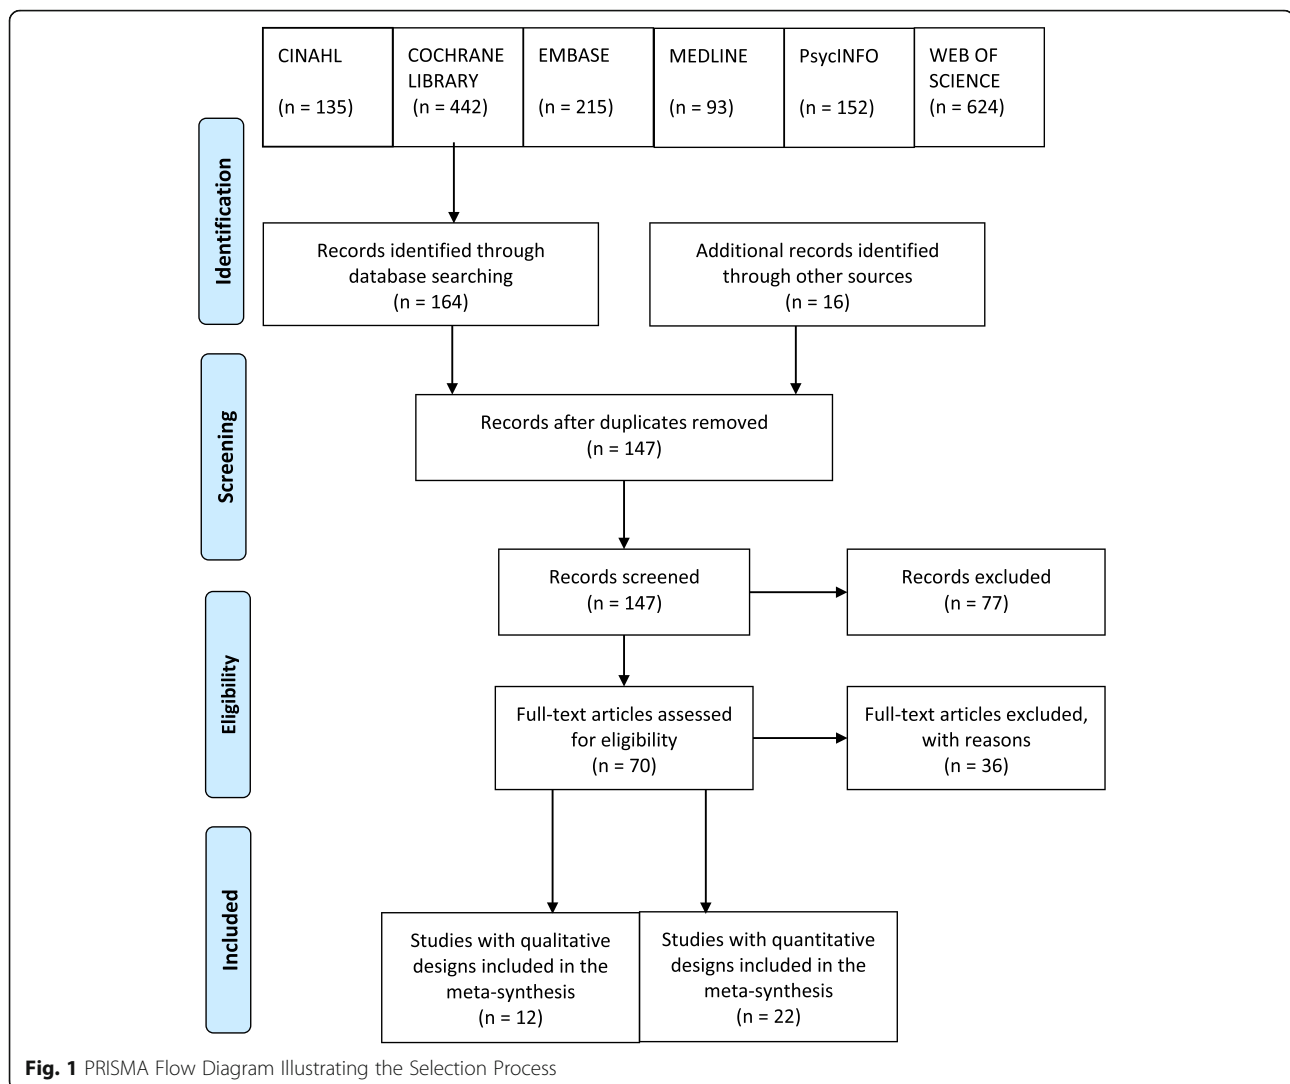 CINAHL
(n = 135)
COCHRANE
LIBRARY
(n = 442)
EMBASE
(n = 215)
MEDLINE
(n = 93)
PsycINFO
(n = 152)
WEB OF
SCIENCE
(n = 624)
Identification
Records identified through
database searching
(n = 164)
Additional records identified
through other sources
(n = 16)
Screening
Records after duplicates removed
(n = 147)
Records screened
(n = 147)
Records excluded
(n = 77)
Eligibility
Full-text articles assessed
for eligibility
(n = 70)
Full-text articles excluded,
with reasons
(n = 36)
Included
Studies with qualitative
designs included in the
meta-synthesis
(n = 12)
Studies with quantitative
designs included in the
meta-synthesis
(n = 22)
Fig. 1 PRISMA Flow Diagram Illustrating the Selection Process